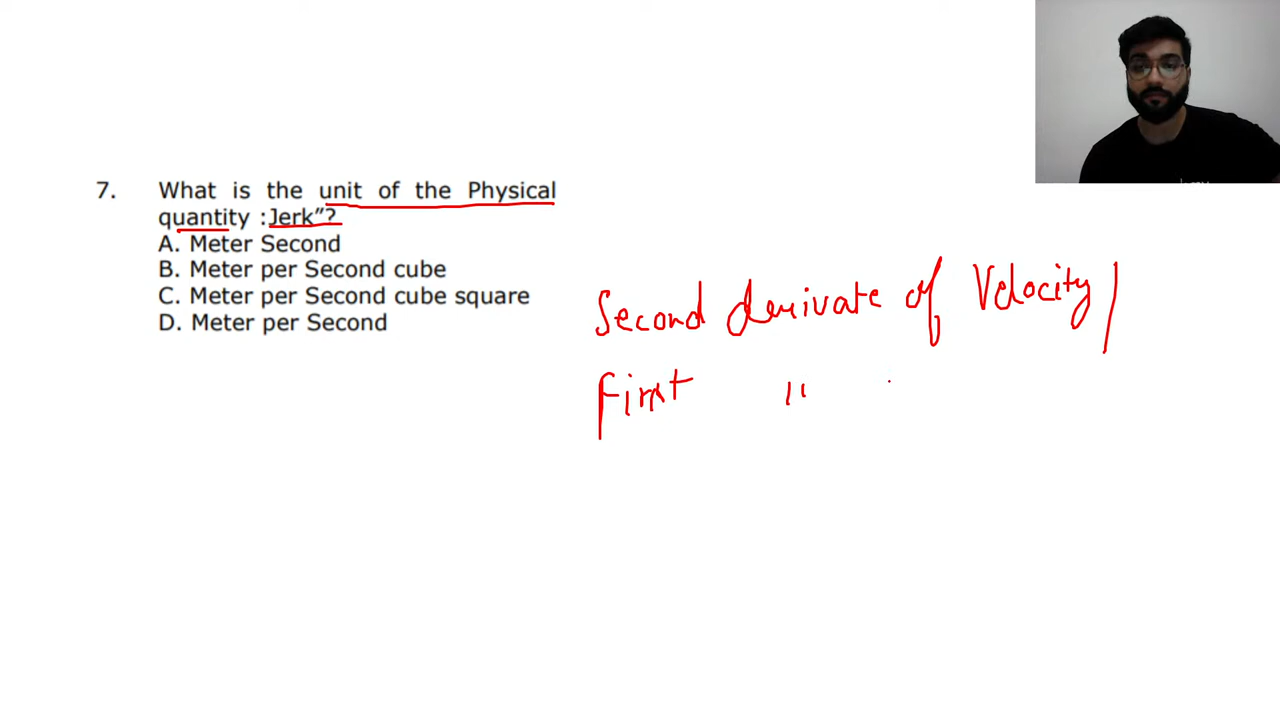 7. What is the unit of the Physical
quantity :Jerk”?
A. Meter Second
B. Meter per Second cube
C. Meter per Second cube square
D. Meter per Second
Second derivate of Velocity/
First "